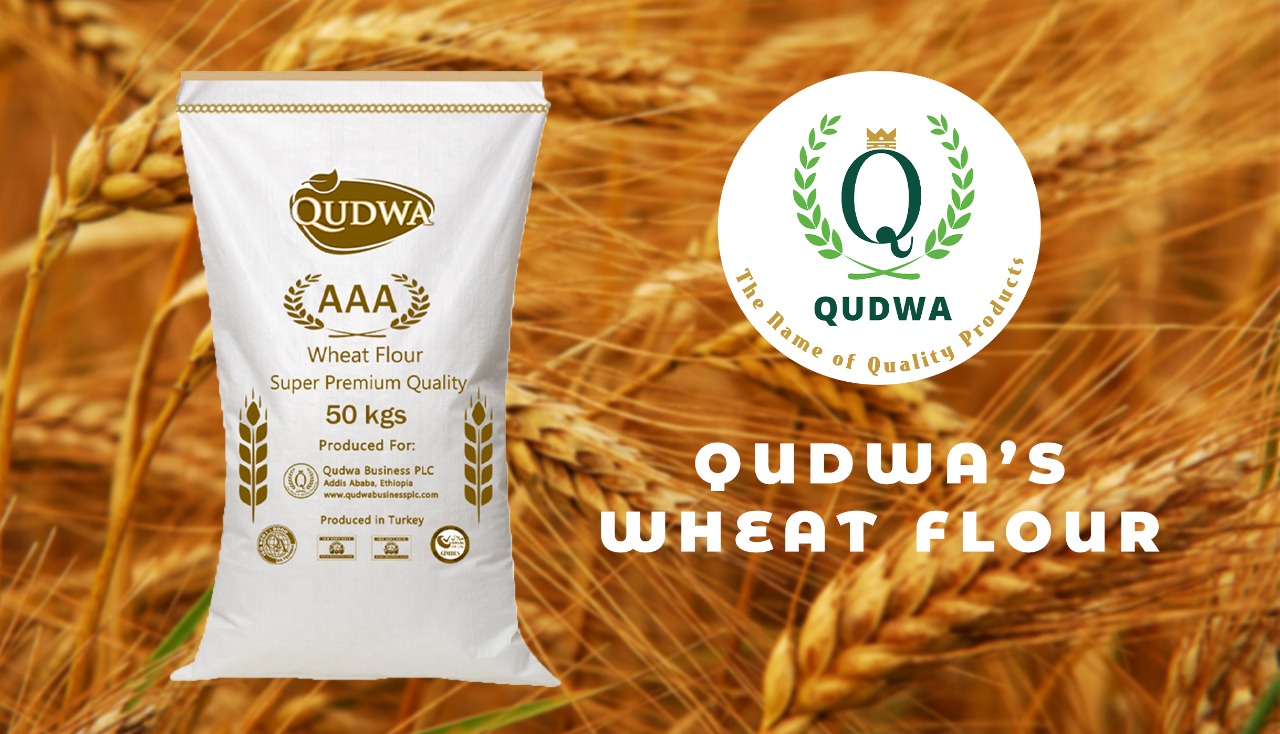 QUDWA
AAA
Wheat Flour
Super Premium Quality
50 kgs
Produced For:
Qudwa Business PLC
Addis Ababa, Ethiopia
www.qudwabusinessplc.com
Produced in Turkey
GIMDES
Q
QUDWA
The Name of Quality Products
QUDWA'S
WHEAT FLOUR